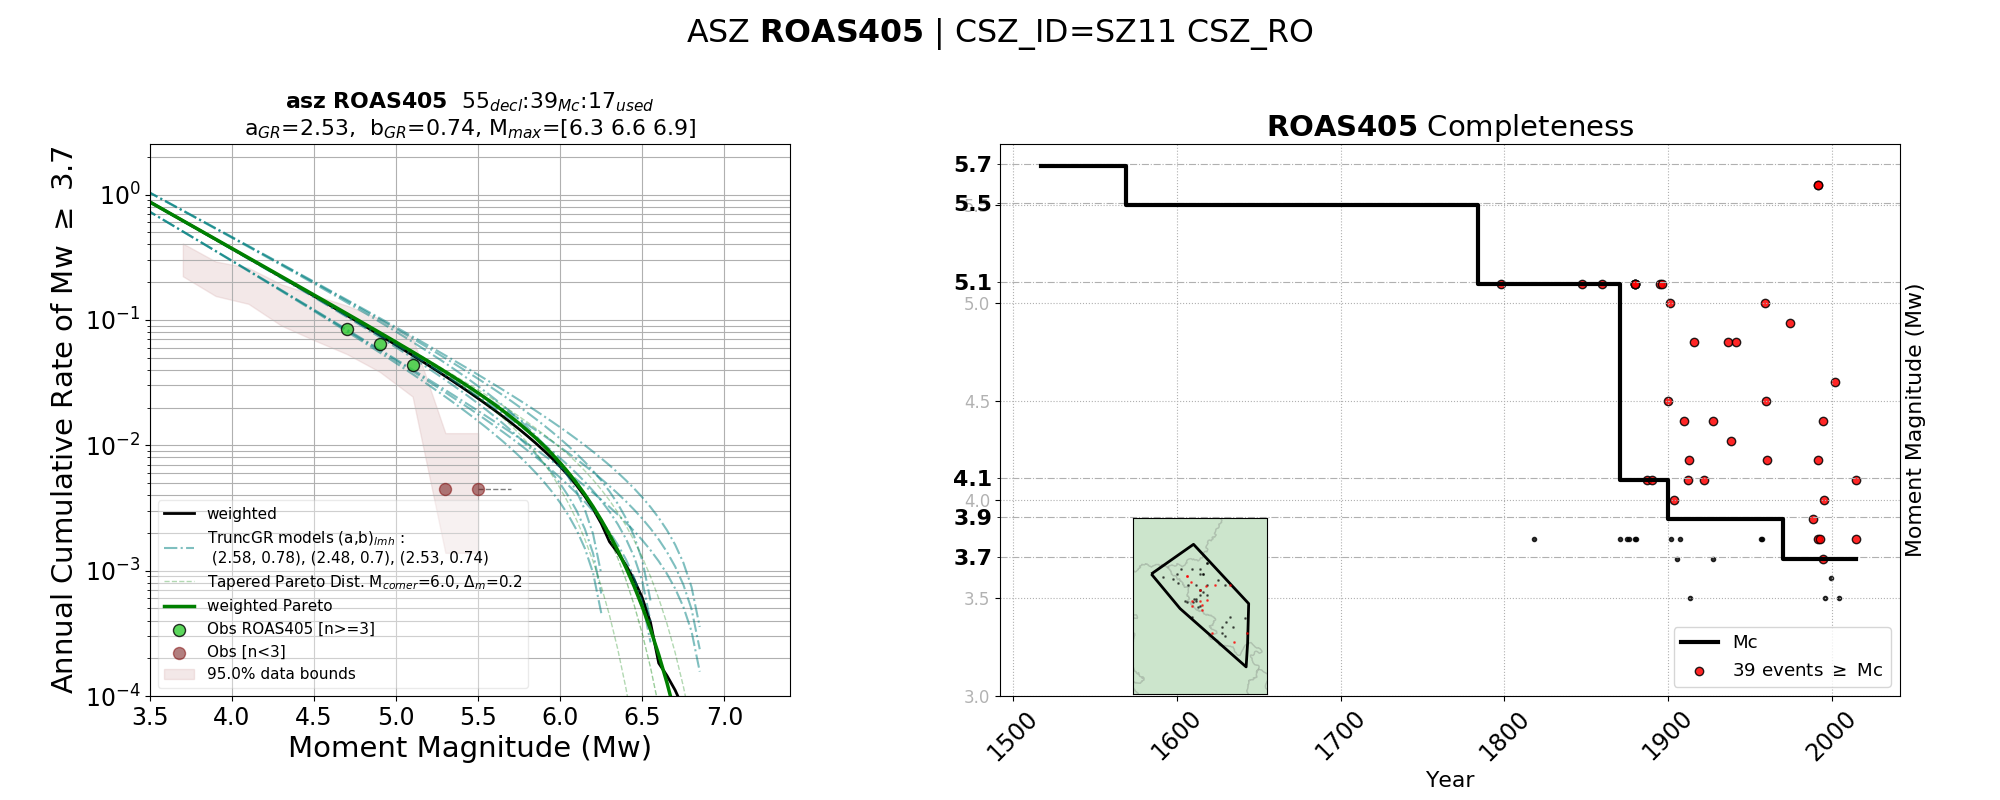 ASZ ROAS405 | CSZ_ID=SZ11 CSZ_RO
asz ROAS405 55decl:39Mc:17used
aGR=2.53, bGR=0.74, Mmax=[6.3 6.6 6.9]
Annual Cumulative Rate of Mw ≥ 3.7
10^0
10^−1
10^−2
10^−3
10^−4
weighted
TruncGR models (a,b)lmh :
(2.58, 0.78), (2.48, 0.7), (2.53, 0.74)
Tapered Pareto Dist. Mcorner=6.0, Δm=0.2
weighted Pareto
Obs ROAS405 [n>=3]
Obs [n<3]
95.0% data bounds
3.5 4.0 4.5 5.0 5.5 6.0 6.5 7.0
Moment Magnitude (Mw)
ROAS405 Completeness
5.7
5.5
5.5
5.1
5.0
4.5
4.1
4.0
3.9
3.7
3.5
3.0
Moment Magnitude (Mw)
Mc
39 events ≥ Mc
1500 1600 1700 1800 1900 2000
Year